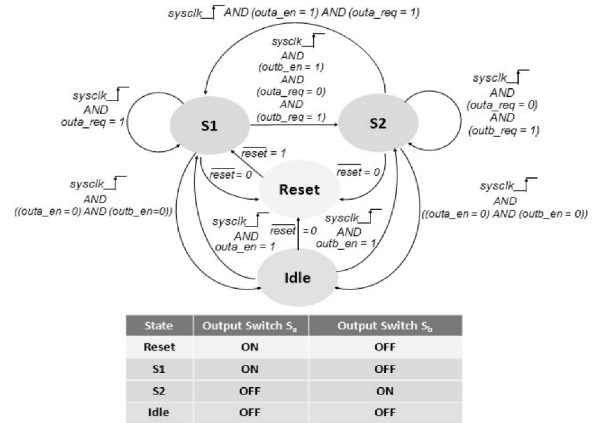 sysclk AND (outa_en = 1) AND (outa_req = 1)
sysclk
AND
(outb_en = 1)
AND
(outa_req = 0)
AND
(outb_req = 1)
sysclk
AND
outa_req = 1
S1
S2
sysclk
AND
(outa_req = 0)
AND
(outb_req = 1)
reset = 1
reset = 0
reset = 0
Reset
sysclk
AND
((outa_en = 0) AND (outb_en=0))
sysclk
AND
((outa_en = 0) AND (outb_en = 0))
sysclk
AND
outa_en = 1
reset = 0
sysclk
AND
outb_en = 1
Idle
State Output Switch Sa Output Switch Sb
Reset ON OFF
S1 ON OFF
S2 OFF ON
Idle OFF OFF